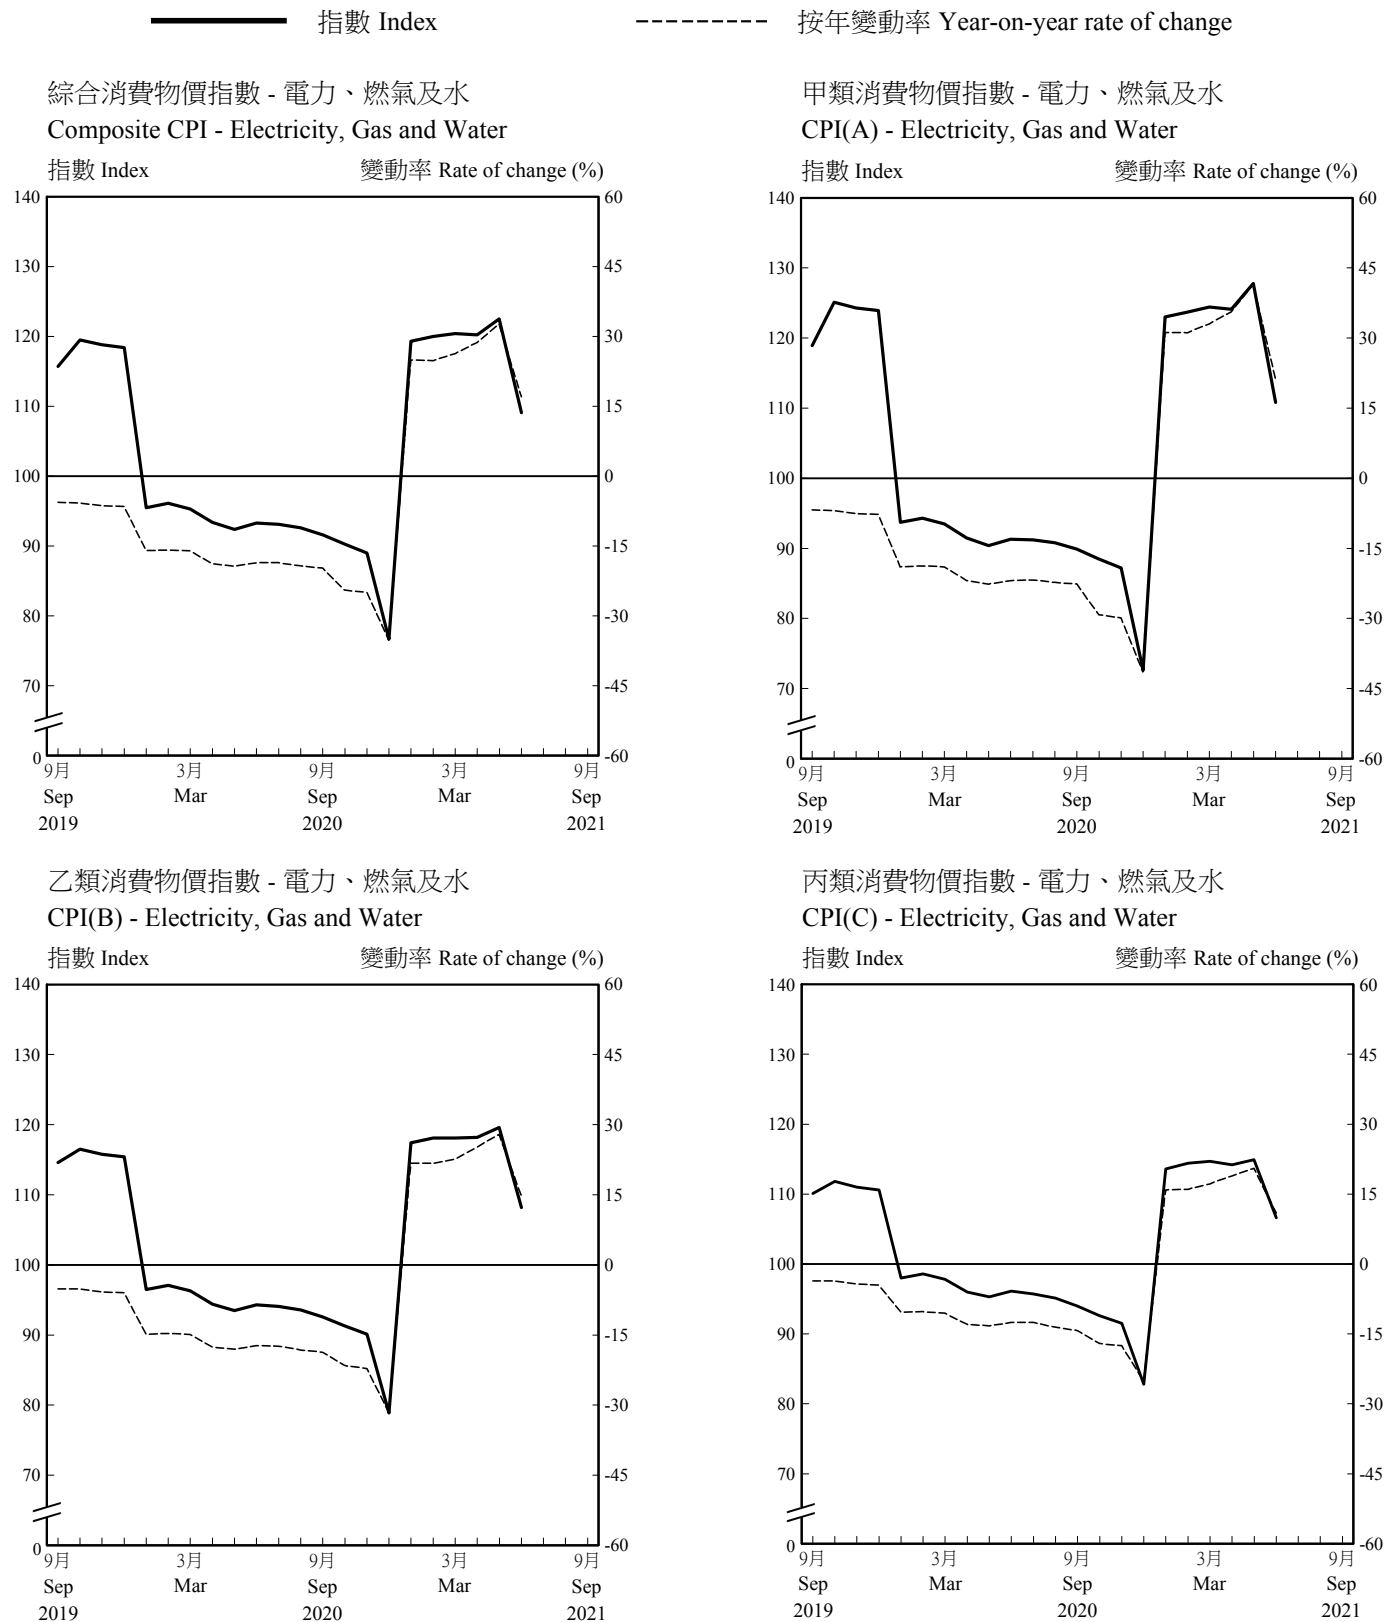 指數 Index
按年變動率 Year-on-year rate of change
綜合消費物價指數 - 電力、燃氣及水
Composite CPI - Electricity, Gas and Water
指數 Index 變動率 Rate of change (%)
140 60
130 45
120 30
110 15
100 0
90 -15
80 -30
70 -45
0 -60
9月 3月 9月 3月 9月
Sep Mar Sep Mar Sep
2019 2020 2021
甲類消費物價指數 - 電力、燃氣及水
CPI(A) - Electricity, Gas and Water
指數 Index 變動率 Rate of change (%)
140 60
130 45
120 30
110 15
100 0
90 -15
80 -30
70 -45
0 -60
9月 3月 9月 3月 9月
Sep Mar Sep Mar Sep
2019 2020 2021
乙類消費物價指數 - 電力、燃氣及水
CPI(B) - Electricity, Gas and Water
指數 Index 變動率 Rate of change (%)
140 60
130 45
120 30
110 15
100 0
90 -15
80 -30
70 -45
0 -60
9月 3月 9月 3月 9月
Sep Mar Sep Mar Sep
2019 2020 2021
丙類消費物價指數 - 電力、燃氣及水
CPI(C) - Electricity, Gas and Water
指數 Index 變動率 Rate of change (%)
140 60
130 45
120 30
110 15
100 0
90 -15
80 -30
70 -45
0 -60
9月 3月 9月 3月 9月
Sep Mar Sep Mar Sep
2019 2020 2021